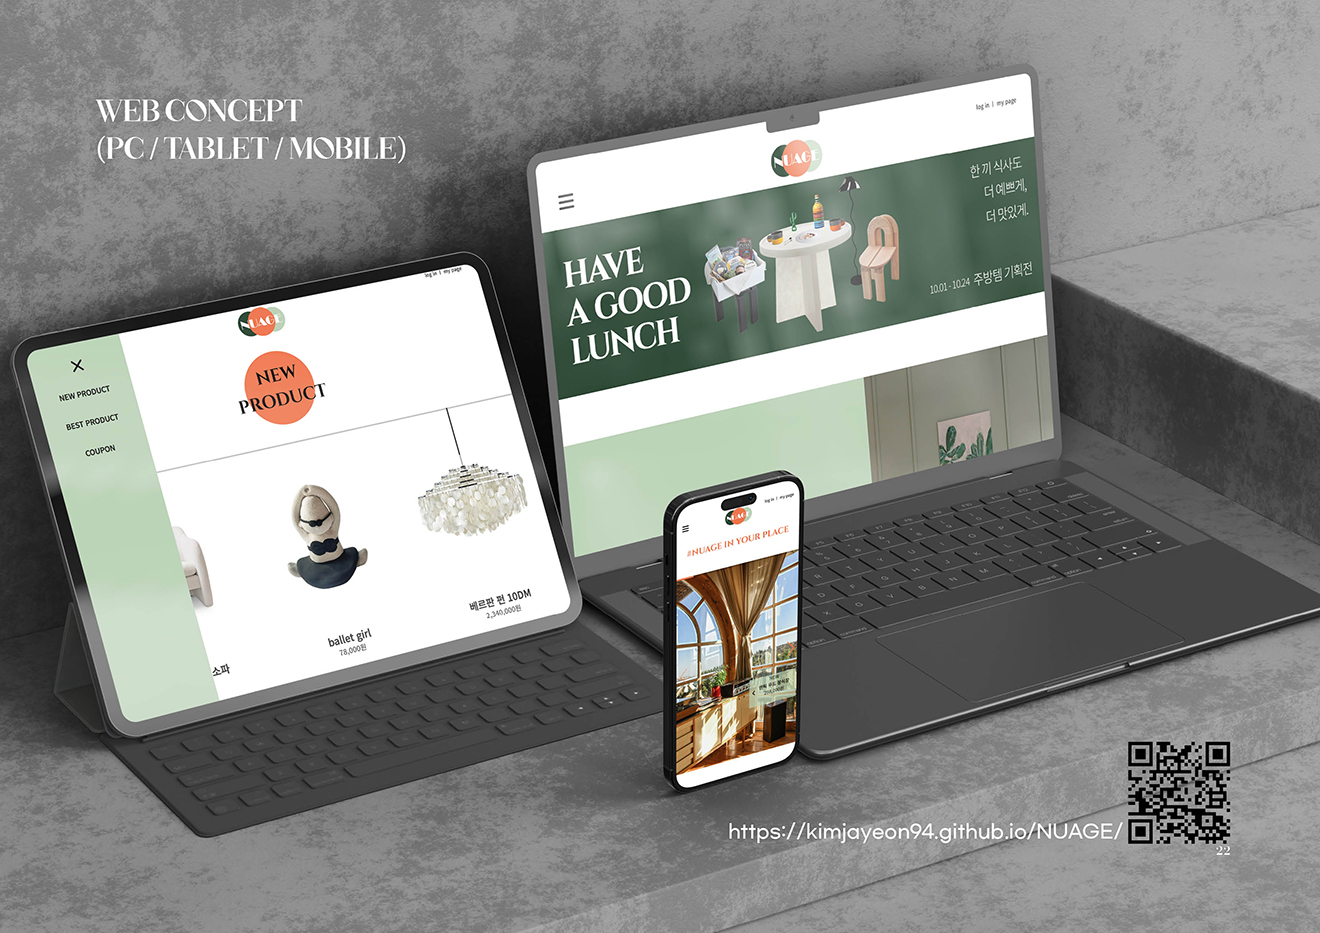 WEB CONCEPT
(PC / TABLET / MOBILE)
log in | my page
NUAGE
HAVE
A GOOD
LUNCH
한 끼 식사도
더 예쁘게,
더 맛있게.
10.01 - 10.24 주방템 기획전
log in | my page
NUAGE
NEW PRODUCT
BEST PRODUCT
COUPON
NEW
PRODUCT
소파
ballet girl
78,000원
베르판 펀 10DM
2,340,000원
log in | my page
NUAGE
#NUAGE IN YOUR PLACE
command
option
option
command
https://kimjayeon94.github.io/NUAGE/
22